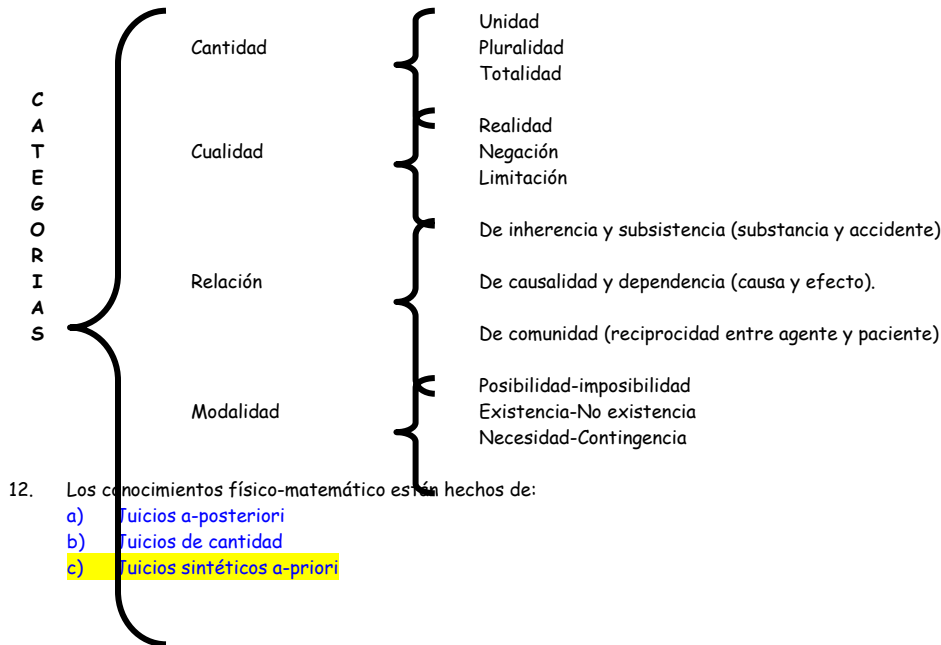 CATEGORIAS
Cantidad
Unidad
Pluralidad
Totalidad
Cualidad
Realidad
Negación
Limitación
Relación
De inherencia y subsistencia (substancia y accidente)
De causalidad y dependencia (causa y efecto).
De comunidad (reciprocidad entre agente y paciente)
Modalidad
Posibilidad-imposibilidad
Existencia-No existencia
Necesidad-Contingencia
12. Los conocimientos físico-matemático están hechos de:
a) Juicios a-posteriori
b) Juicios de cantidad
c) Juicios sintéticos a-priori